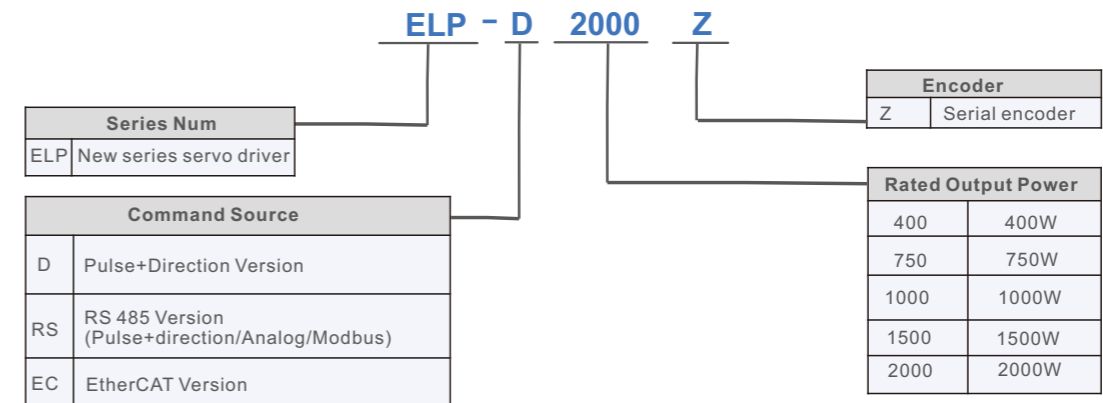 ELP - D 2000 Z
Encoder
Z Serial encoder
Series Num
ELP New series servo driver
Rated Output Power
400 400W
750 750W
1000 1000W
1500 1500W
2000 2000W
Command Source
D Pulse+Direction Version
RS RS 485 Version
(Pulse+direction/Analog/Modbus)
EC EtherCAT Version